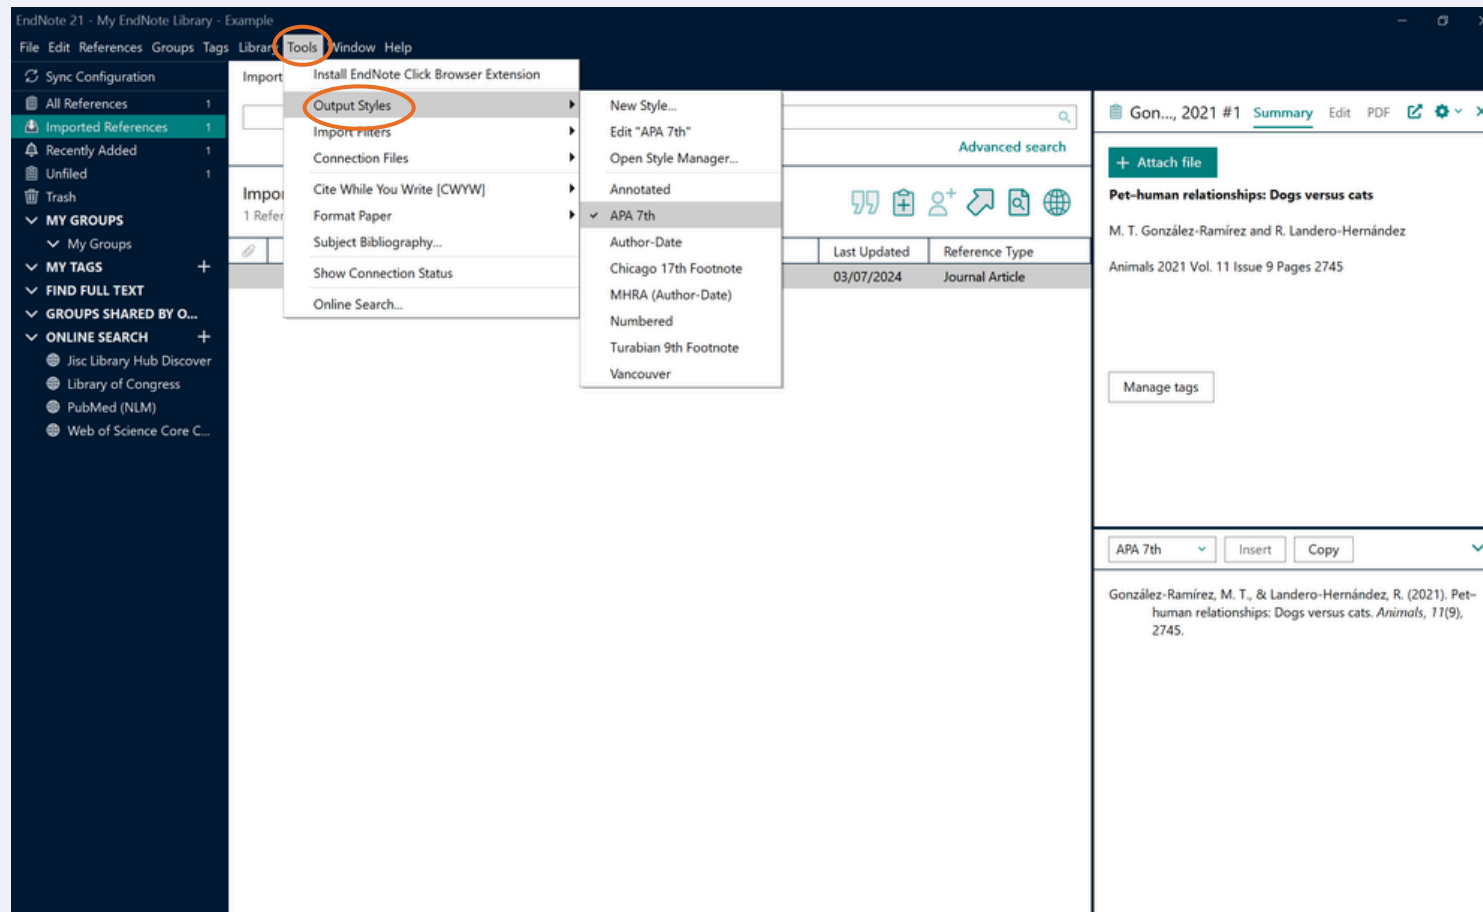 EndNote 21 - My EndNote Library - Example
File Edit References Groups Tags Library Tools Window Help
Sync Configuration
All References 1
Imported References 1
Recently Added 1
Unfiled 1
Trash
MY GROUPS
My Groups
MY TAGS
FIND FULL TEXT
GROUPS SHARED BY O...
ONLINE SEARCH
Jisc Library Hub Discover
Library of Congress
PubMed (NLM)
Web of Science Core C...
Import
Install EndNote Click Browser Extension
Output Styles
Import Filters
Connection Files
Cite While You Write [CWYW]
Format Paper
Subject Bibliography...
Show Connection Status
Online Search...
New Style...
Edit "APA 7th"
Open Style Manager...
Annotated
APA 7th
Author-Date
Chicago 17th Footnote
MHRA (Author-Date)
Numbered
Turabian 9th Footnote
Vancouver
Advanced search
Impo
1 Refer
Last Updated Reference Type
03/07/2024 Journal Article
Gon..., 2021 #1 Summary Edit PDF
+ Attach file
Pet–human relationships: Dogs versus cats
M. T. González-Ramírez and R. Landero-Hernández
Animals 2021 Vol. 11 Issue 9 Pages 2745
Manage tags
APA 7th Insert Copy
González-Ramírez, M. T., & Landero-Hernández, R. (2021). Pet–
human relationships: Dogs versus cats. Animals, 11(9),
2745.